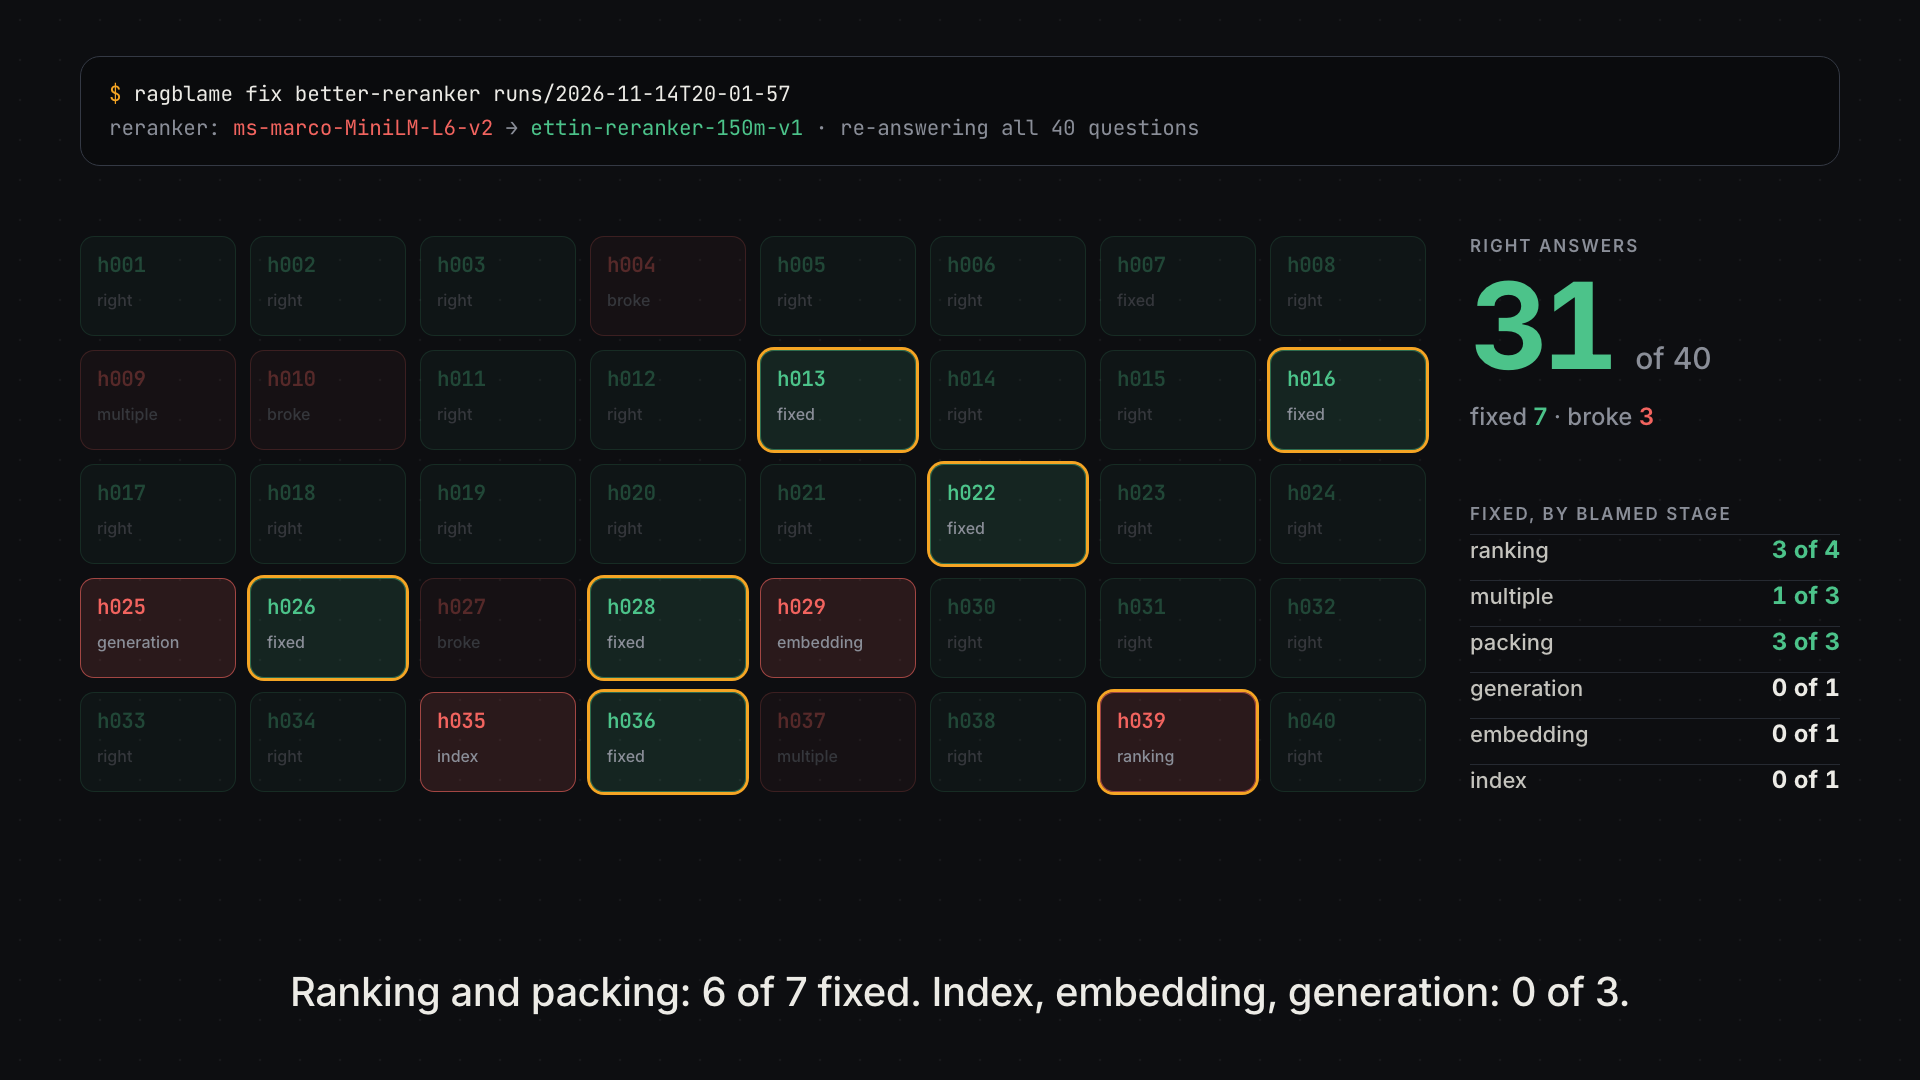 $ ragblame fix better-reranker runs/2026-11-14T20-01-57
reranker: ms-marco-MiniLM-L6-v2 → ettin-reranker-150m-v1 · re-answering all 40 questions
h001 h002 h003 h004 h005 h006 h007 h008
right right right broke right right fixed right
h009 h010 h011 h012 h013 h014 h015 h016
multiple broke right right fixed right right fixed
h017 h018 h019 h020 h021 h022 h023 h024
right right right right right fixed right right
h025 h026 h027 h028 h029 h030 h031 h032
generation fixed broke fixed embedding right right right
h033 h034 h035 h036 h037 h038 h039 h040
right right index fixed multiple right ranking right
RIGHT ANSWERS
31 of 40
fixed 7 · broke 3
FIXED, BY BLAMED STAGE
ranking 3 of 4
multiple 1 of 3
packing 3 of 3
generation 0 of 1
embedding 0 of 1
index 0 of 1
Ranking and packing: 6 of 7 fixed. Index, embedding, generation: 0 of 3.